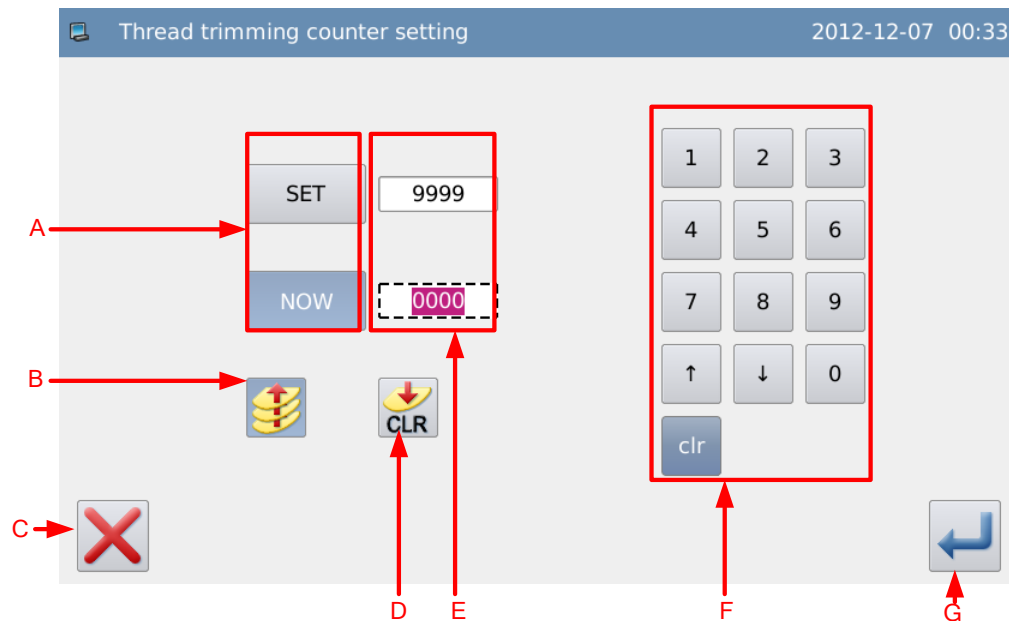 Thread trimming counter setting 2012-12-07 00:33
1 2 3
SET 9999
A 4 5 6
NOW 0000 7 8 9
B ↑ ↓ 0
CLR
clr
C
D E F G